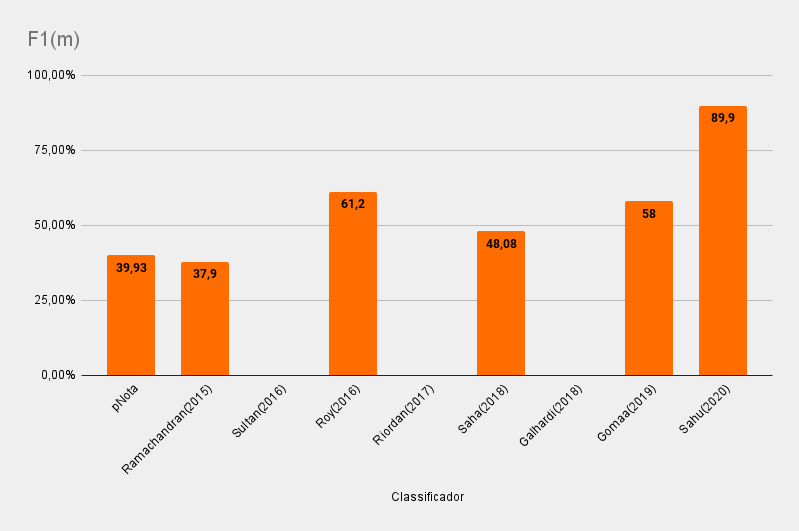 F1(m)
100,00%
75,00%
50,00%
25,00%
0,00%
39,93
37,9
61,2
48,08
58
89,9
pNota
Ramachandran(2015)
Sultan(2016)
Roy(2016)
Riordan(2017)
Saha(2018)
Galhardi(2018)
Gomaa(2019)
Sahu(2020)
Classificador